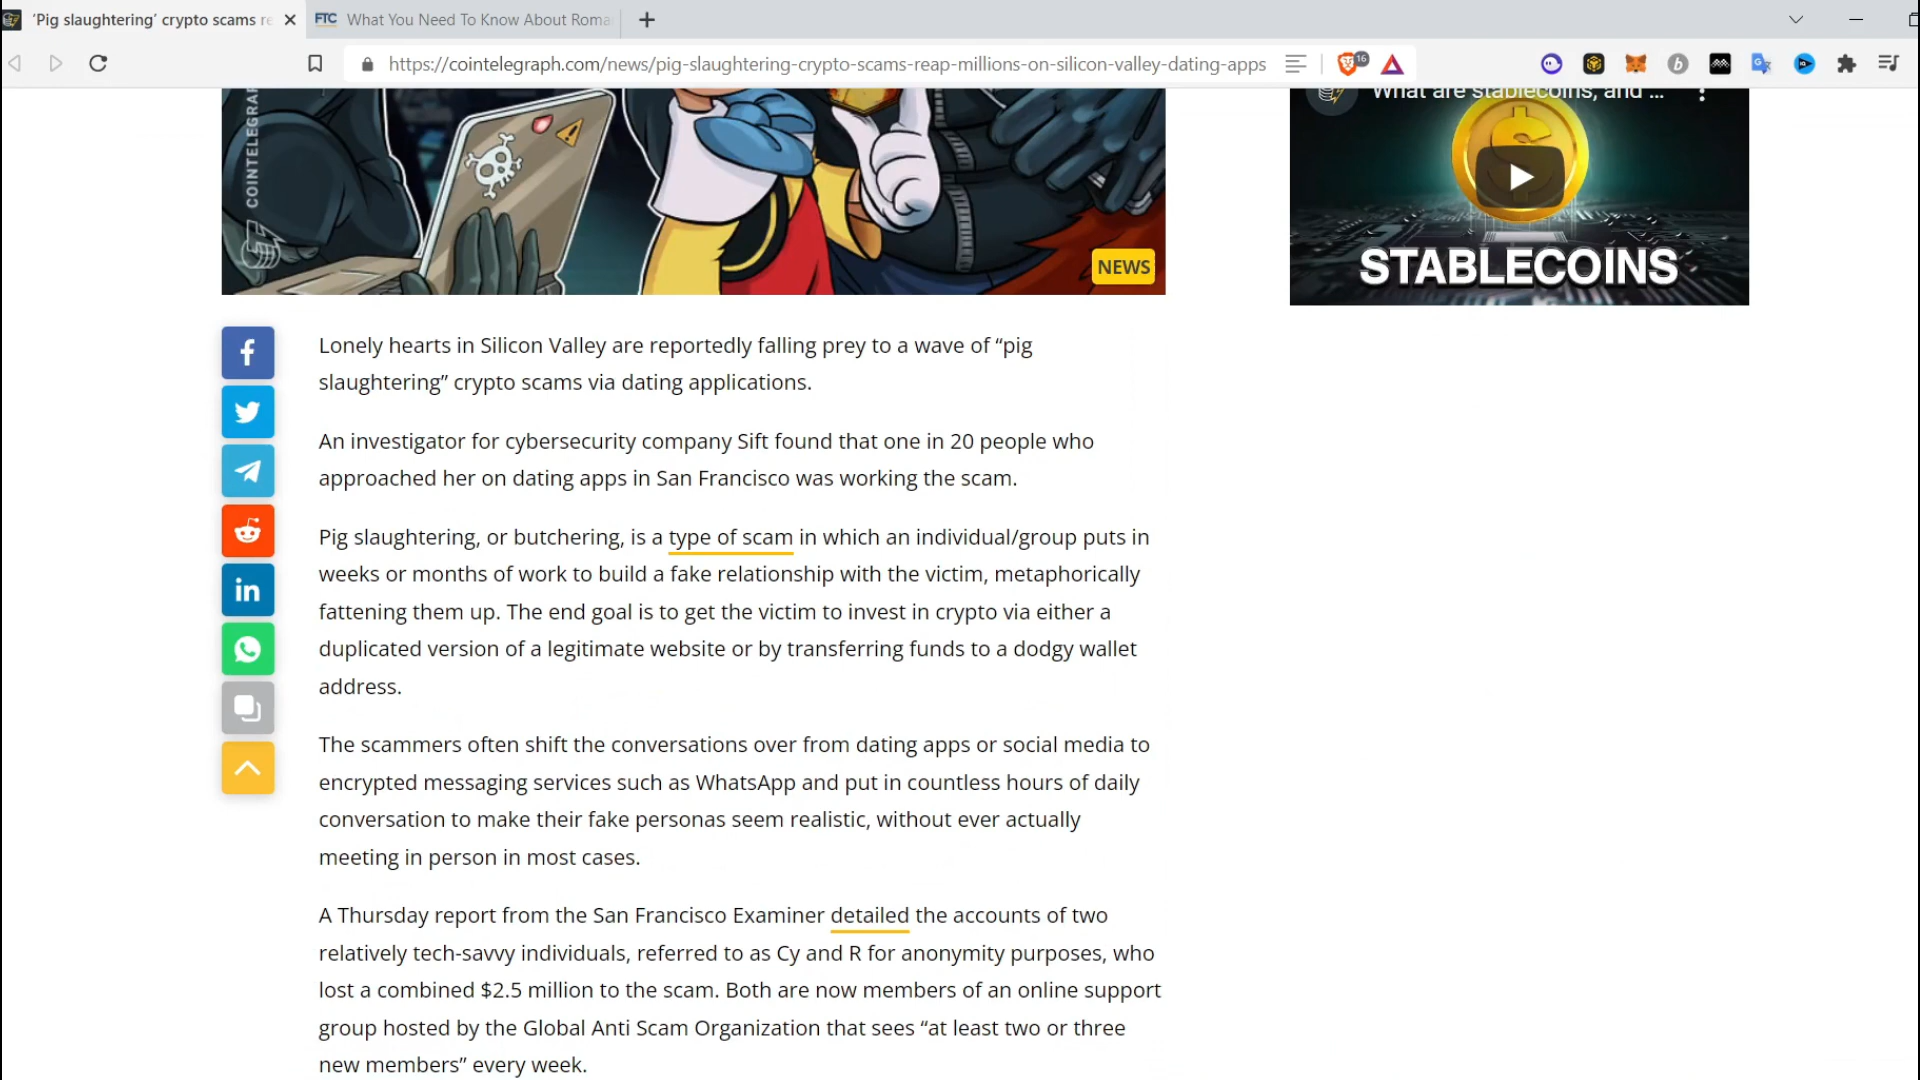 'Pig slaughtering' crypto scams re
FTC What You Need To Know About Roma
https://cointelegraph.com/news/pig-slaughtering-crypto-scams-reap-millions-on-silicon-valley-dating-apps
16
COINTELEGRAPH
NEWS
What are stablecoins, and ...
STABLECOINS
Lonely hearts in Silicon Valley are reportedly falling prey to a wave of “pig
slaughtering” crypto scams via dating applications.
An investigator for cybersecurity company Sift found that one in 20 people who
approached her on dating apps in San Francisco was working the scam.
Pig slaughtering, or butchering, is a type of scam in which an individual/group puts in
weeks or months of work to build a fake relationship with the victim, metaphorically
fattening them up. The end goal is to get the victim to invest in crypto via either a
duplicated version of a legitimate website or by transferring funds to a dodgy wallet
address.
The scammers often shift the conversations over from dating apps or social media to
encrypted messaging services such as WhatsApp and put in countless hours of daily
conversation to make their fake personas seem realistic, without ever actually
meeting in person in most cases.
A Thursday report from the San Francisco Examiner detailed the accounts of two
relatively tech-savvy individuals, referred to as Cy and R for anonymity purposes, who
lost a combined $2.5 million to the scam. Both are now members of an online support
group hosted by the Global Anti Scam Organization that sees “at least two or three
new members” every week.